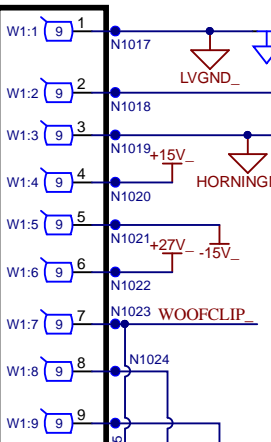 W1:1 9 1
N1017
LVGND_
W1:2 9 2
N1018
W1:3 9 3
N1019
+15V_
W1:4 9 4
N1020
W1:5 9 5
N1021
+27V_
-15V_
W1:6 9 6
N1022
W1:7 9 7
N1023
WOOFCLIP_
W1:8 9 8
N1024
W1:9 9 9